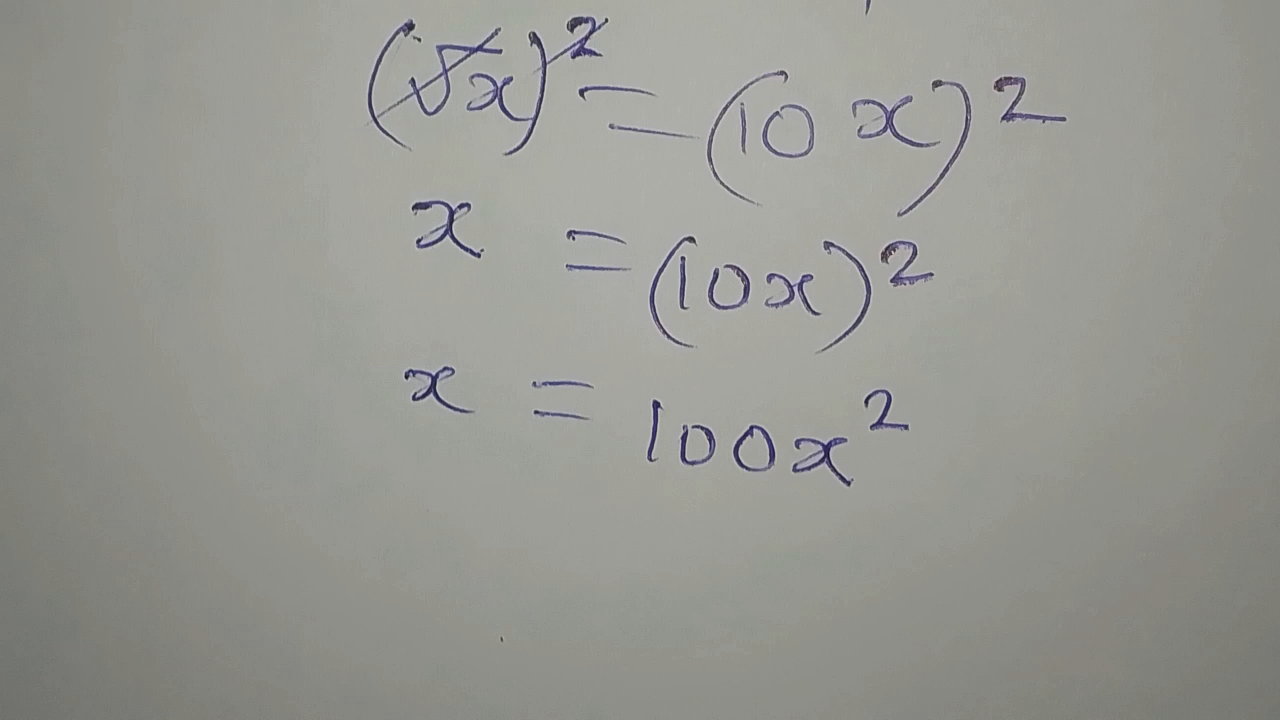 (√x)² = (10x)²
x = (10x)²
x = 100x²